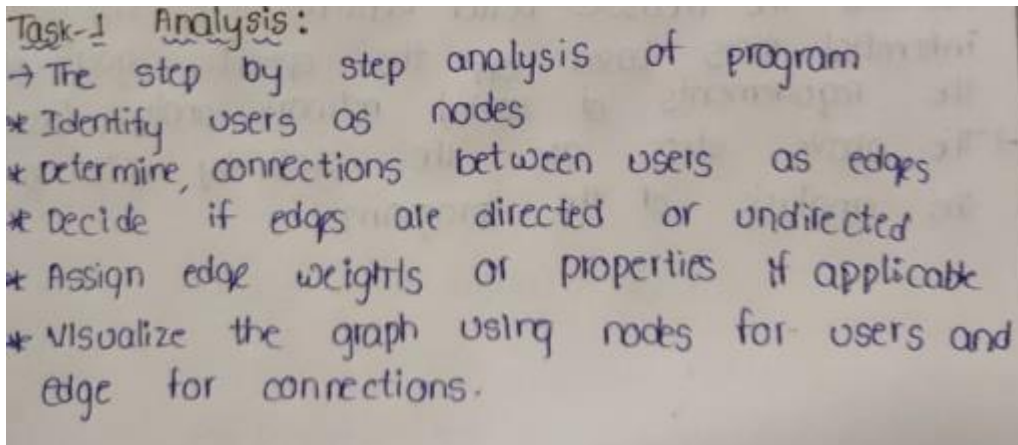 Task-1 Analysis:
→ The step by step analysis of program
* Identify users as nodes
* Determine, connections between users as edges
* Decide if edges are directed or undirected
* Assign edge weights or properties if applicable
* Visualize the graph using nodes for users and
edge for connections.